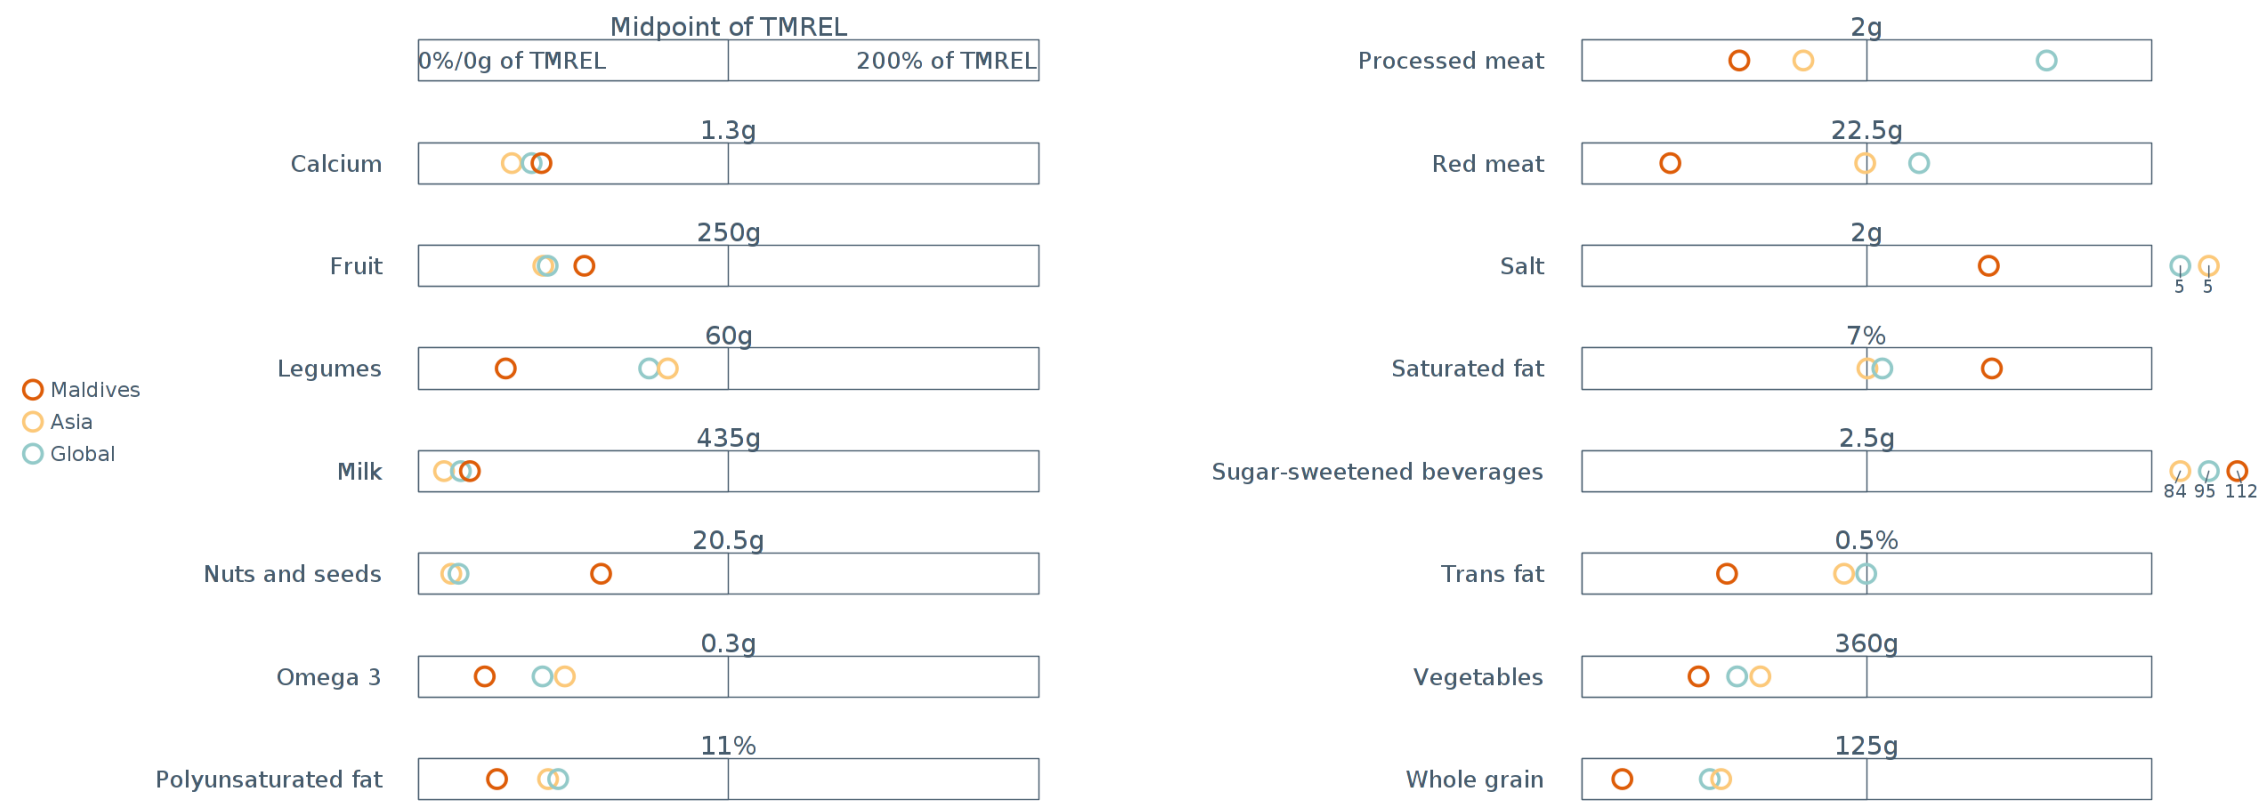 Midpoint of TMREL
0%/0g of TMREL 200% of TMREL
1.3g
Calcium
250g
Fruit
60g
Legumes
435g
Milk
20.5g
Nuts and seeds
0.3g
Omega 3
11%
Polyunsaturated fat
Maldives
Asia
Global
2g
Processed meat
22.5g
Red meat
2g
Salt
5 5
7%
Saturated fat
2.5g
Sugar-sweetened beverages
84 95 112
0.5%
Trans fat
360g
Vegetables
125g
Whole grain